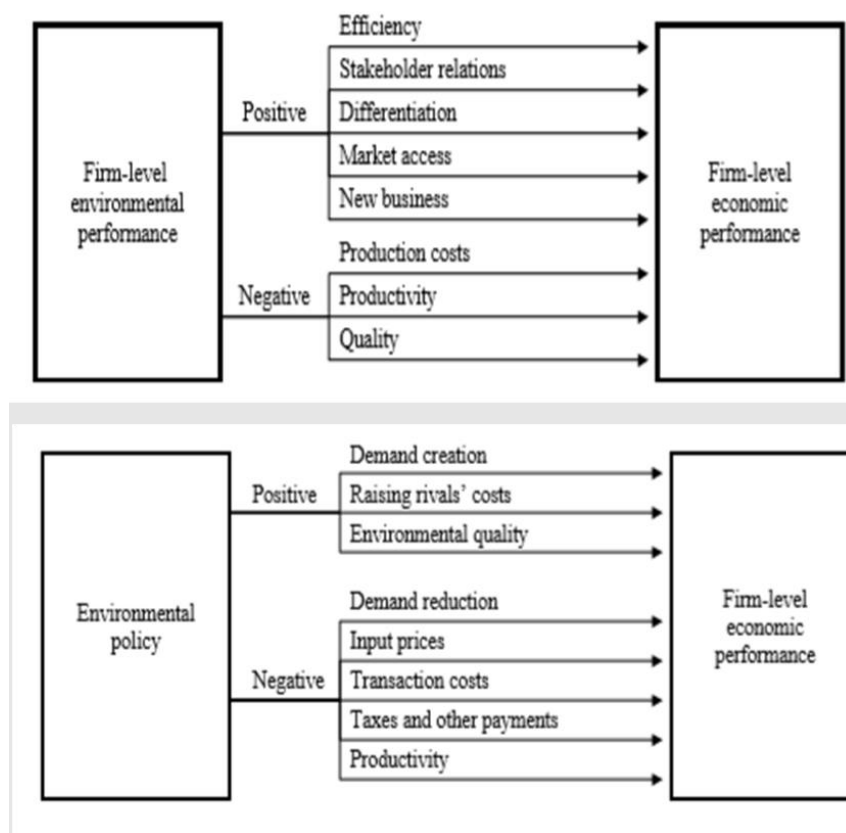 Efficiency
Stakeholder relations
Positive
Differentiation
Market access
New business
Firm-level
environmental
performance
Firm-level
economic
performance
Production costs
Negative
Productivity
Quality
Demand creation
Positive
Raising rivals’ costs
Environmental quality
Environmental
policy
Firm-level
economic
performance
Demand reduction
Input prices
Negative
Transaction costs
Taxes and other payments
Productivity